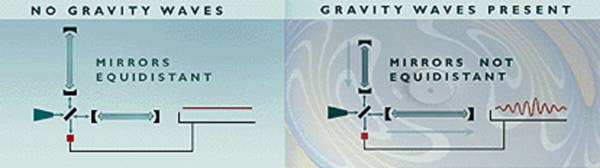 NO GRAVITY WAVES
MIRRORS
EQUIDISTANT
GRAVITY WAVES PRESENT
MIRRORS NOT
EQUIDISTANT